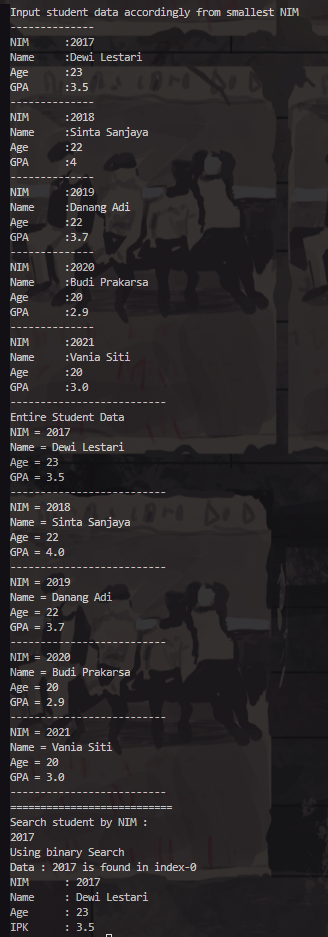 Input student data accordingly from smallest NIM
--------------
NIM      :2017
Name     :Dewi Lestari
Age      :23
GPA      :3.5
--------------
NIM      :2018
Name     :Sinta Sanjaya
Age      :22
GPA      :4
--------------
NIM      :2019
Name     :Danang Adi
Age      :22
GPA      :3.7
--------------
NIM      :2020
Name     :Budi Prakarsa
Age      :20
GPA      :2.9
--------------
NIM      :2021
Name     :Vania Siti
Age      :20
GPA      :3.0
--------------------------
Entire Student Data
NIM = 2017
Name = Dewi Lestari
Age = 23
GPA = 3.5
--------------------------
NIM = 2018
Name = Sinta Sanjaya
Age = 22
GPA = 4.0
--------------------------
NIM = 2019
Name = Danang Adi
Age = 22
GPA = 3.7
--------------------------
NIM = 2020
Name = Budi Prakarsa
Age = 20
GPA = 2.9
--------------------------
NIM = 2021
Name = Vania Siti
Age = 20
GPA = 3.0
--------------------------
===========================
Search student by NIM :
2017
Using binary Search
Data : 2017 is found in index-0
NIM      : 2017
Name     : Dewi Lestari
Age      : 23
IPK      : 3.5